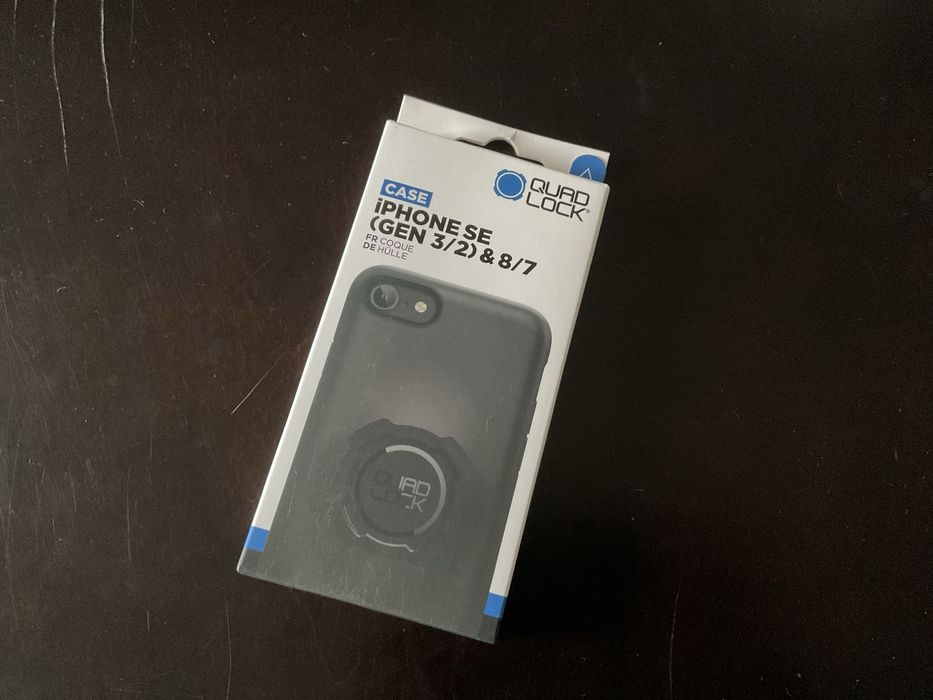 QUAD
LOCK®
CASE
iPHONE SE
(GEN 3/2) & 8/7
FR COQUE
DE HÜLLE
QUAD
LOCK